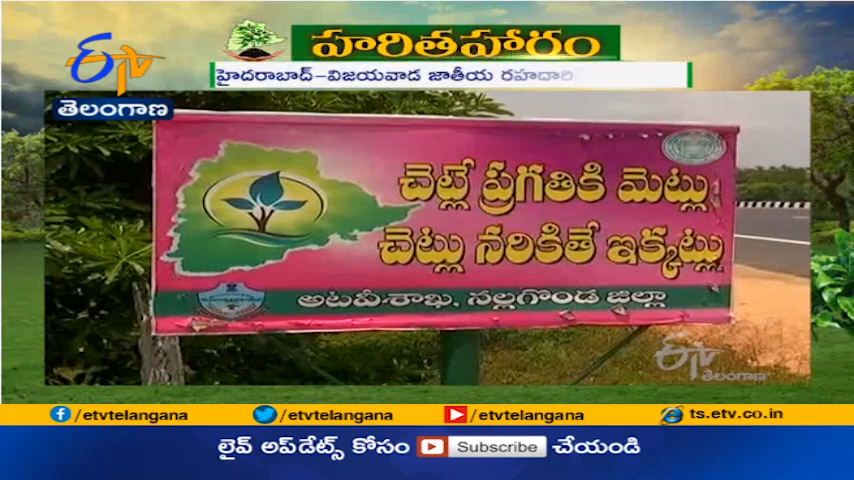 ETV
హరితహారం
హైదరాబాద్-విజయవాడ జాతీయ రహదారి
తెలంగాణ
చెట్లే ప్రగతికి మెట్లు
చెట్లు నరికితే ఇక్కట్లు
అటవీశాఖ, నల్లగొండ జిల్లా
ETV
తెలంగాణ
/etvtelangana
/etvtelangana
/etvtelangana
ts.etv.co.in
లైవ్ అప్‌డేట్స్ కోసం Subscribe చేయండి